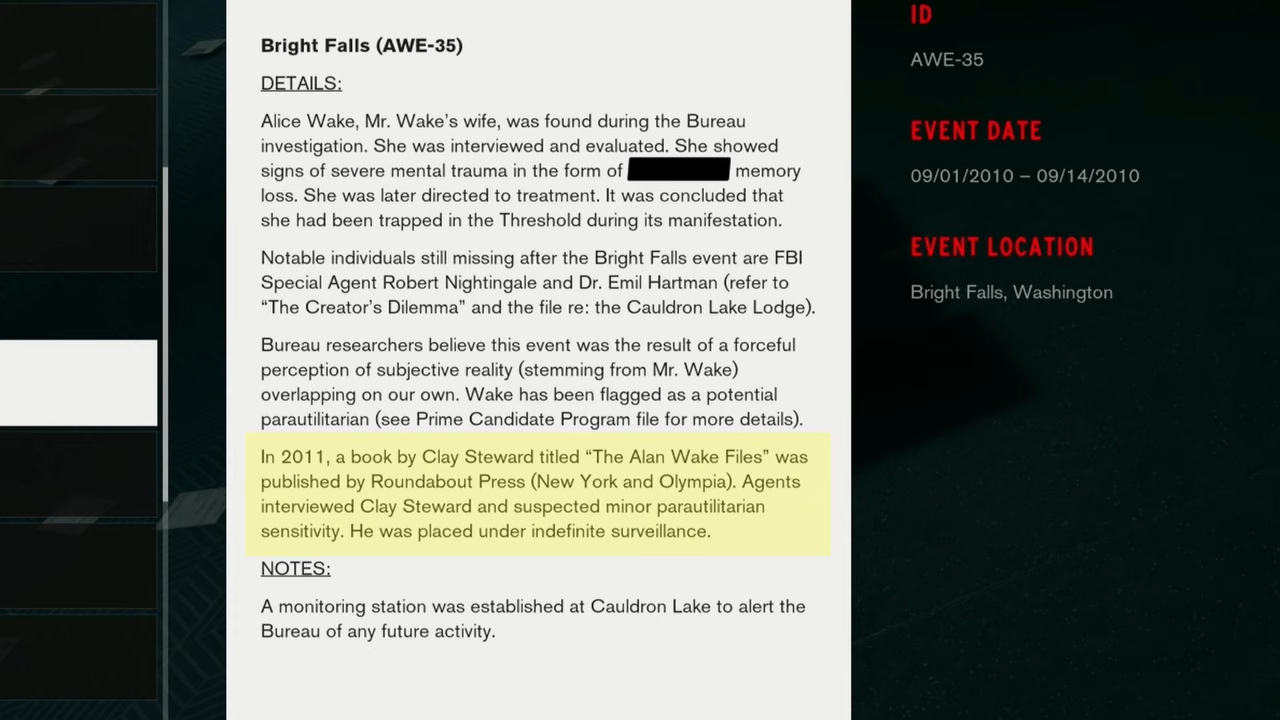 Bright Falls (AWE-35)
DETAILS:
Alice Wake, Mr. Wake's wife, was found during the Bureau
investigation. She was interviewed and evaluated. She showed
signs of severe mental trauma in the form of memory
loss. She was later directed to treatment. It was concluded that
she had been trapped in the Threshold during its manifestation.
Notable individuals still missing after the Bright Falls event are FBI
Special Agent Robert Nightingale and Dr. Emil Hartman (refer to
“The Creator's Dilemma” and the file re: the Cauldron Lake Lodge).
Bureau researchers believe this event was the result of a forceful
perception of subjective reality (stemming from Mr. Wake)
overlapping on our own. Wake has been flagged as a potential
parautilitarian (see Prime Candidate Program file for more details).
In 2011, a book by Clay Steward titled “The Alan Wake Files” was
published by Roundabout Press (New York and Olympia). Agents
interviewed Clay Steward and suspected minor parautilitarian
sensitivity. He was placed under indefinite surveillance.
NOTES:
A monitoring station was established at Cauldron Lake to alert the
Bureau of any future activity.
ID
AWE-35
EVENT DATE
09/01/2010 – 09/14/2010
EVENT LOCATION
Bright Falls, Washington